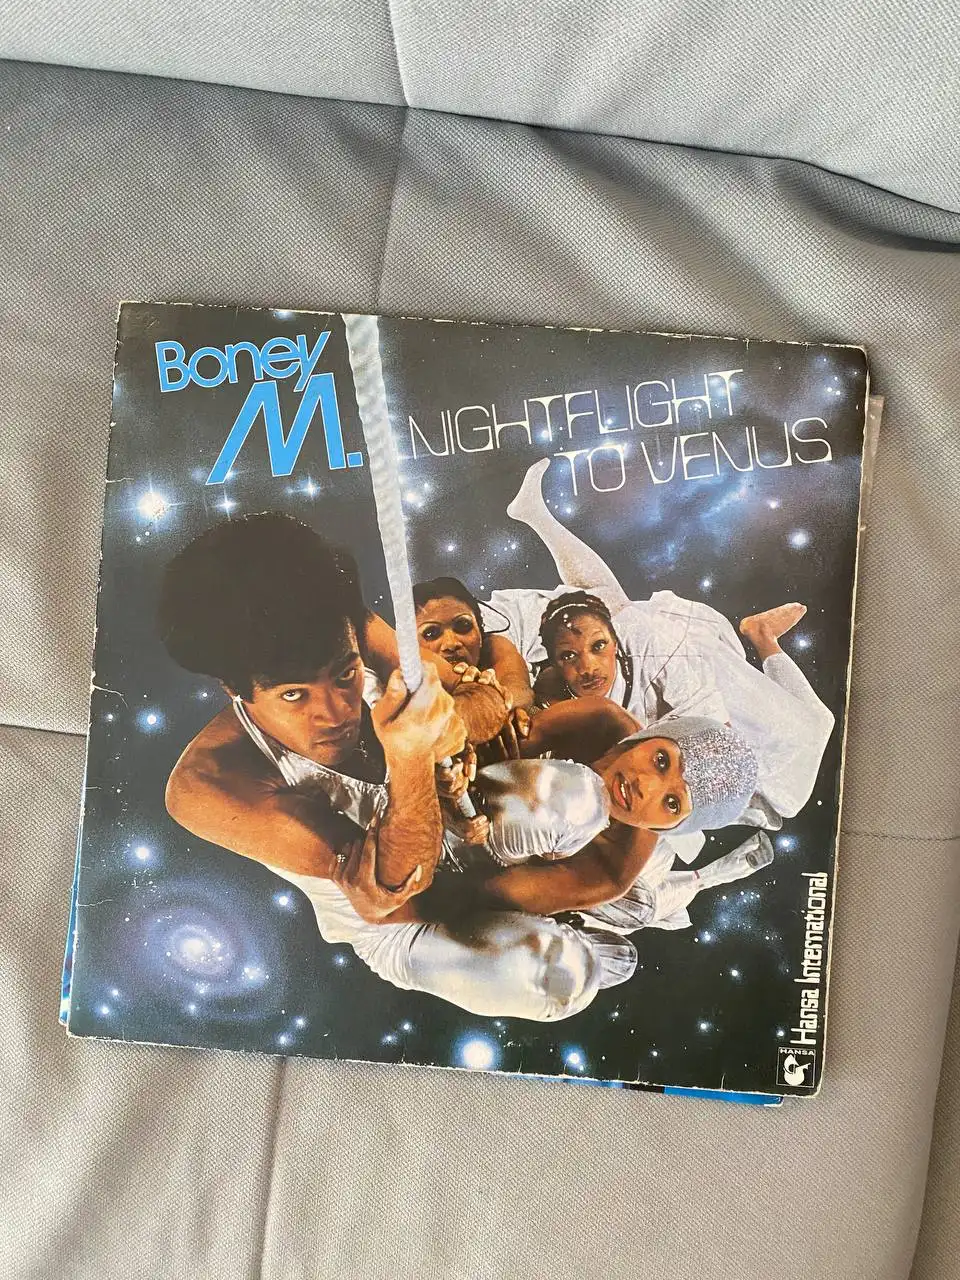 Boney
M.
NIGHTFLIGHT
TO VENUS
Hansa International
HANSA